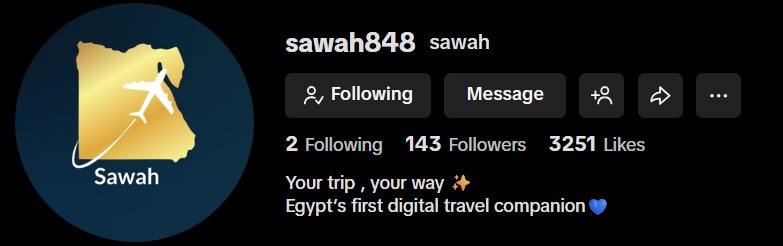 sawah848 sawah
Following Message
2 Following 143 Followers 3251 Likes
Your trip , your way ✨
Egypt's first digital travel companion💙
Sawah